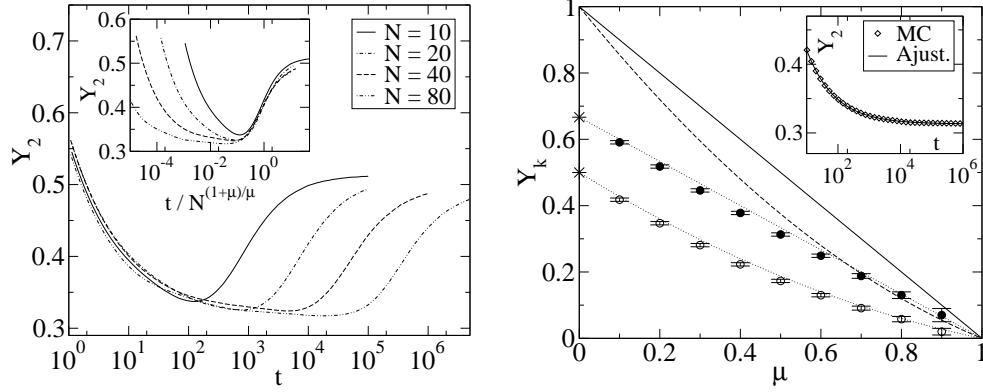 0.7
0.6
0.5
0.4
0.3
Y2
10^0 10^1 10^2 10^3 10^4 10^5 10^6
t
0.6
0.5
0.4
0.3
Y2
10^-4 10^-2 10^0
t / N^(1+μ)/μ
N = 10
N = 20
N = 40
N = 80
1
0.8
0.6
0.4
0.2
0
Yk
0 0.2 0.4 0.6 0.8 1
μ
Y2
0.4
0.3
10^2 10^4 10^6
t
MC
Ajust.